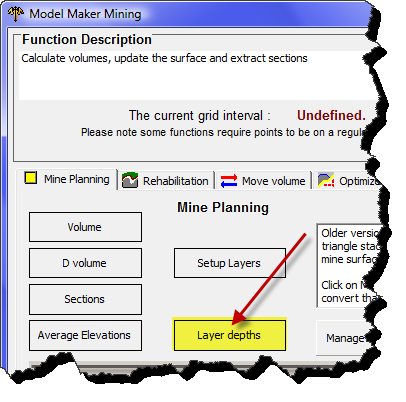 Model Maker Mining
Function Description
Calculate volumes, update the surface and extract sections
The current grid interval : Undefined.
Please note some functions require points to be on a regul
Mine Planning
Rehabilitation
Move volume
Optimize
Mine Planning
Volume
D volume
Sections
Average Elevations
Setup Layers
Layer depths
Older versio
triangle stac
mine surfac
Click on M
convert tha
Manage